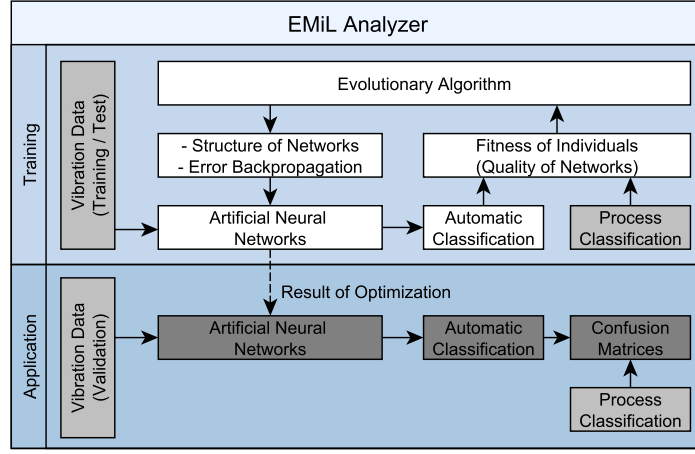 EMiL Analyzer
Training
Vibration Data
(Training / Test)
Evolutionary Algorithm
- Structure of Networks
- Error Backpropagation
Fitness of Individuals
(Quality of Networks)
Artificial Neural
Networks
Automatic
Classification
Process
Classification
Result of Optimization
Application
Vibration Data
(Validation)
Artificial Neural
Networks
Automatic
Classification
Confusion
Matrices
Process
Classification